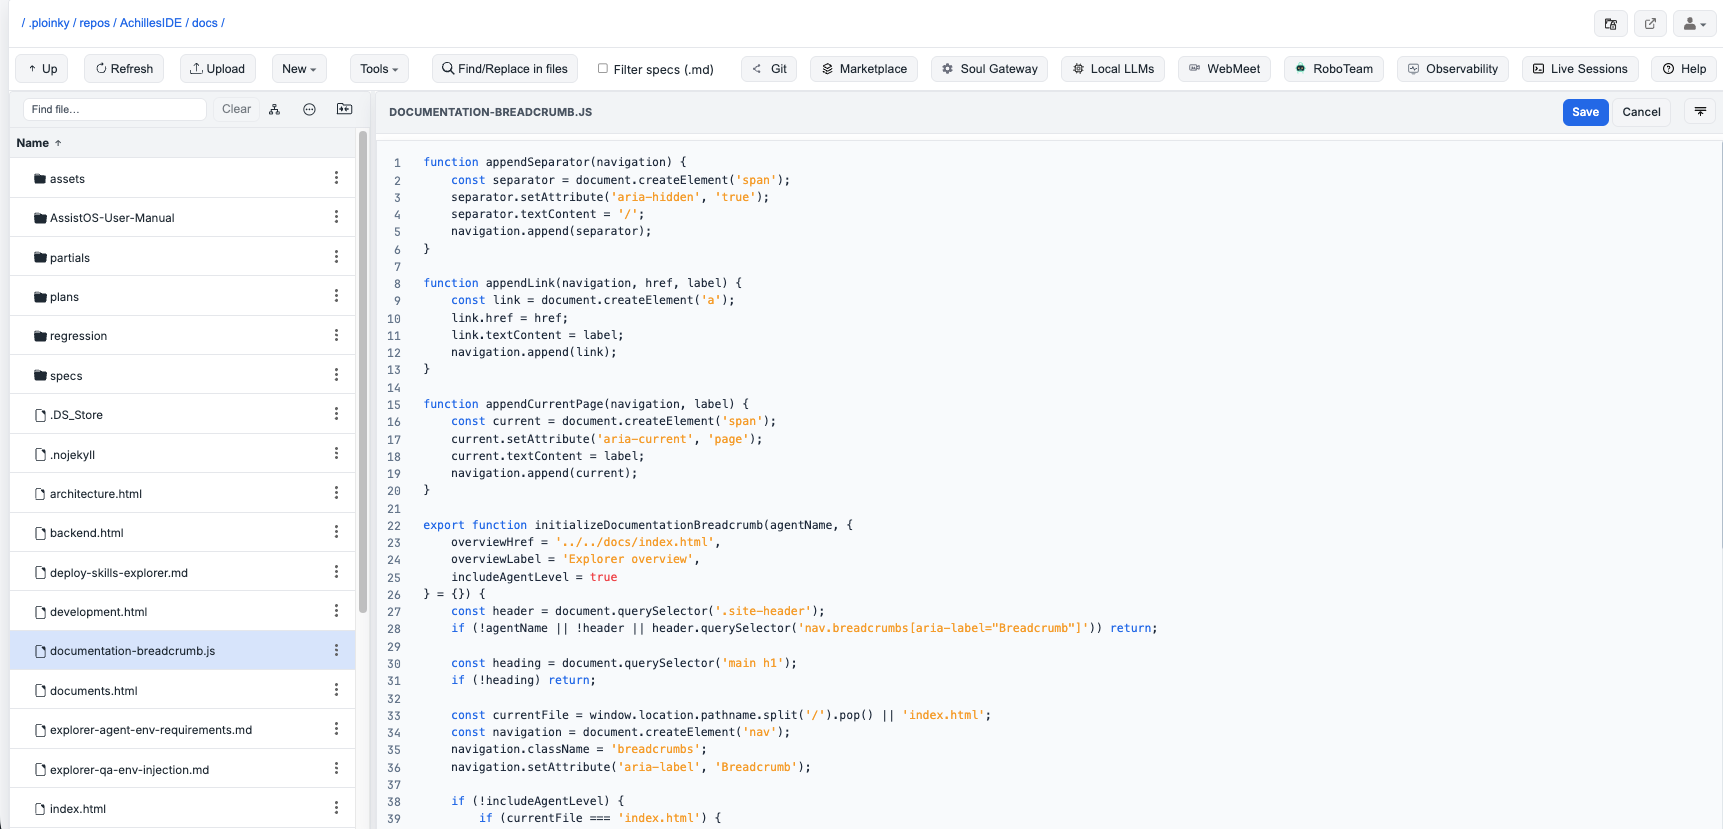 / .ploinky / repos / AchillesIDE / docs /
Up Refresh Upload New Tools Find/Replace in files Filter specs (.md) Git Marketplace Soul Gateway Local LLMs WebMeet RoboTeam Observability Live Sessions Help
Find file... Clear
Name ↑
assets
AssistOS-User-Manual
partials
plans
regression
specs
.DS_Store
.nojekyll
architecture.html
backend.html
deploy-skills-explorer.md
development.html
documentation-breadcrumb.js
documents.html
explorer-agent-env-requirements.md
explorer-qa-env-injection.md
index.html
DOCUMENTATION-BREADCRUMB.JS Save Cancel
1 function appendSeparator(navigation) {
2     const separator = document.createElement('span');
3     separator.setAttribute('aria-hidden', 'true');
4     separator.textContent = '/';
5     navigation.append(separator);
6 }
7
8 function appendLink(navigation, href, label) {
9     const link = document.createElement('a');
10     link.href = href;
11     link.textContent = label;
12     navigation.append(link);
13 }
14
15 function appendCurrentPage(navigation, label) {
16     const current = document.createElement('span');
17     current.setAttribute('aria-current', 'page');
18     current.textContent = label;
19     navigation.append(current);
20 }
21
22 export function initializeDocumentationBreadcrumb(agentName, {
23     overviewHref = '../../docs/index.html',
24     overviewLabel = 'Explorer overview',
25     includeAgentLevel = true
26 } = {}) {
27     const header = document.querySelector('.site-header');
28     if (!agentName || !header || header.querySelector('nav.breadcrumbs[aria-label="Breadcrumb"]')) return;
29
30     const heading = document.querySelector('main h1');
31     if (!heading) return;
32
33     const currentFile = window.location.pathname.split('/').pop() || 'index.html';
34     const navigation = document.createElement('nav');
35     navigation.className = 'breadcrumbs';
36     navigation.setAttribute('aria-label', 'Breadcrumb');
37
38     if (!includeAgentLevel) {
39         if (currentFile === 'index.html') {